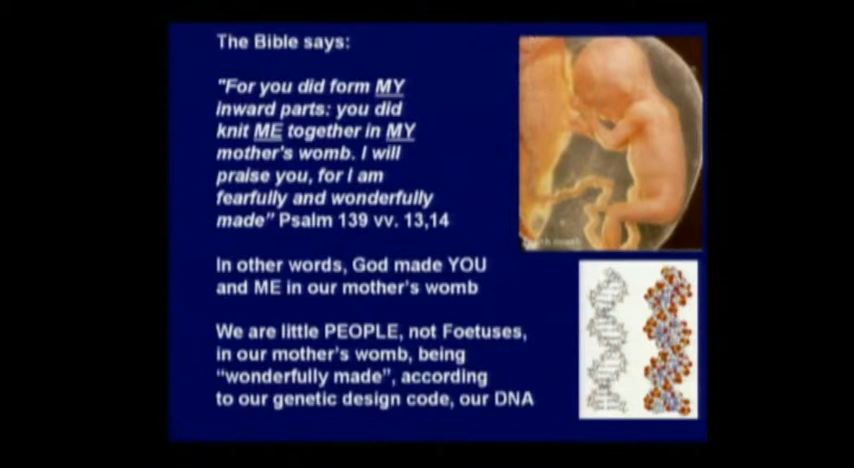 The Bible says:
"For you did form MY
inward parts: you did
knit ME together in MY
mother's womb. I will
praise you, for I am
fearfully and wonderfully
made" Psalm 139 vv. 13,14
In other words, God made YOU
and ME in our mother's womb
We are little PEOPLE, not Foetuses,
in our mother's womb, being
"wonderfully made", according
to our genetic design code, our DNA